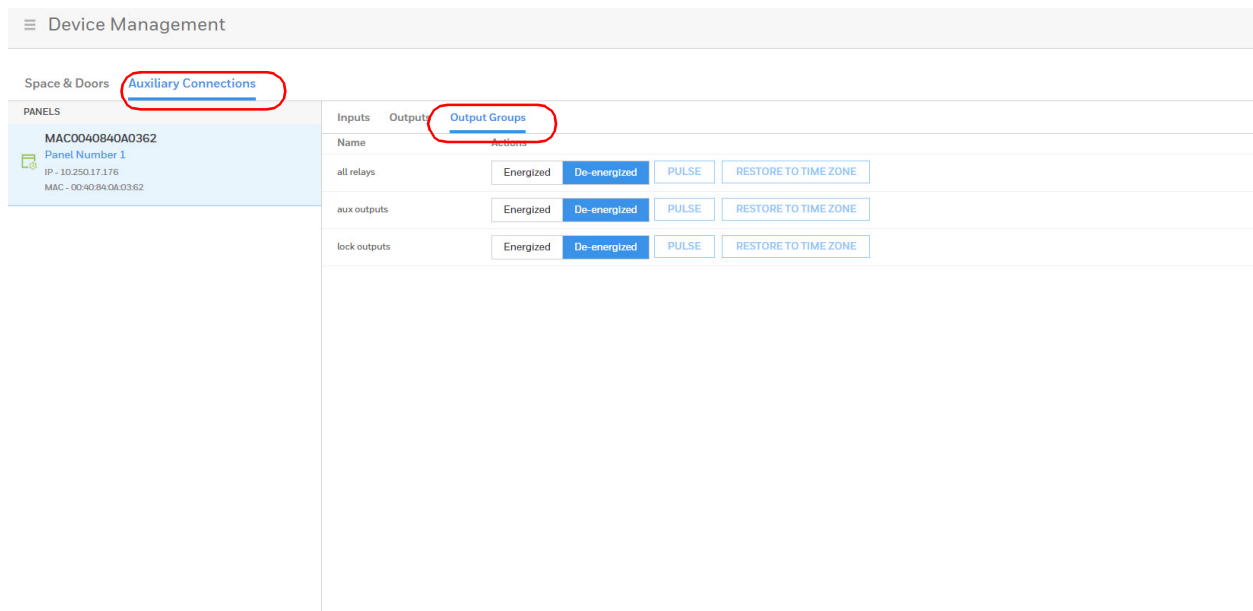 Device Management
Space & Doors Auxiliary Connections
PANELS
MAC0040840A0362
Panel Number 1
IP - 10.250.17.176
MAC - 00:40:84:0A:03:62
Inputs Outputs Output Groups
Name Actions
all relays Energized De-energized PULSE RESTORE TO TIME ZONE
aux outputs Energized De-energized PULSE RESTORE TO TIME ZONE
lock outputs Energized De-energized PULSE RESTORE TO TIME ZONE